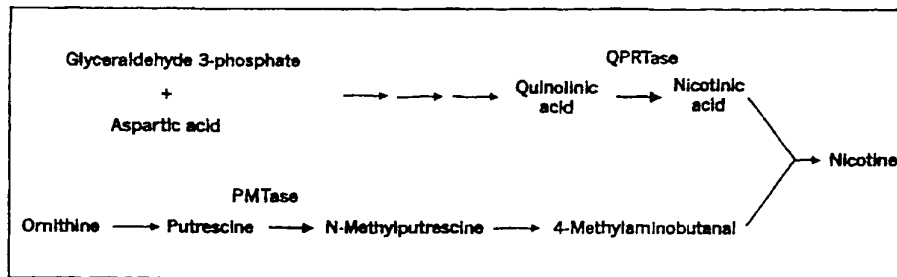 Glyceraldehyde 3-phosphate
+
Aspartic acid
QPRTase
Quinolinic
acid
Nicotinic
acid
Nicotine
PMTase
Ornithine
Putrescine
N-Methylputrescine
4-Methylaminobutanal